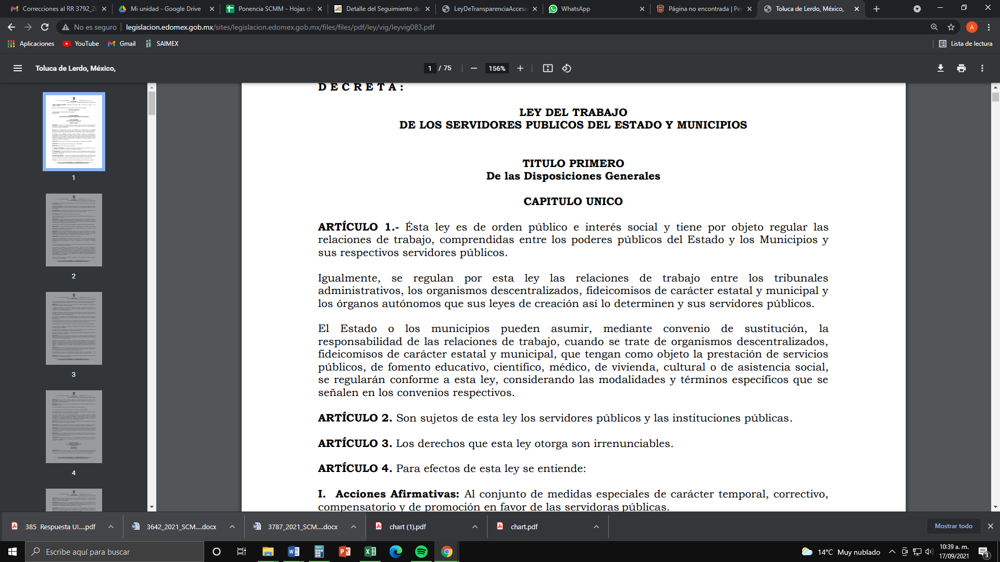 Correcciones al RR 3792_20
Mi unidad - Google Drive
Ponencia SCMM - Hojas de
Detalle del Seguimiento de
LeyDeTransparenciaAcceso
WhatsApp
Página no encontrada | Per
Toluca de Lerdo, México,
No es seguro
legislacion.edomex.gob.mx/sites/legislacion.edomex.gob.mx/files/files/pdf/ley/vig/leyvig083.pdf
A
Aplicaciones
YouTube
Gmail
SAIMEX
Lista de lectura
Toluca de Lerdo, México,
1 / 75
156%
1
2
3
4
D E C R E T A :
LEY DEL TRABAJO
DE LOS SERVIDORES PUBLICOS DEL ESTADO Y MUNICIPIOS
TITULO PRIMERO
De las Disposiciones Generales
CAPITULO UNICO
ARTÍCULO 1.- Ésta ley es de orden público e interés social y tiene por objeto regular las
relaciones de trabajo, comprendidas entre los poderes públicos del Estado y los Municipios y
sus respectivos servidores públicos.
Igualmente, se regulan por esta ley las relaciones de trabajo entre los tribunales
administrativos, los organismos descentralizados, fideicomisos de carácter estatal y municipal y
los órganos autónomos que sus leyes de creación así lo determinen y sus servidores públicos.
El Estado o los municipios pueden asumir, mediante convenio de sustitución, la
responsabilidad de las relaciones de trabajo, cuando se trate de organismos descentralizados,
fideicomisos de carácter estatal y municipal, que tengan como objeto la prestación de servicios
públicos, de fomento educativo, científico, médico, de vivienda, cultural o de asistencia social,
se regularán conforme a esta ley, considerando las modalidades y términos específicos que se
señalen en los convenios respectivos.
ARTÍCULO 2. Son sujetos de esta ley los servidores públicos y las instituciones públicas.
ARTÍCULO 3. Los derechos que esta ley otorga son irrenunciables.
ARTÍCULO 4. Para efectos de esta ley se entiende:
I. Acciones Afirmativas: Al conjunto de medidas especiales de carácter temporal, correctivo,
compensatorio y de promoción en favor de las servidoras públicas.
385 Respuesta UI....pdf
3642_2021_SCM....docx
3787_2021_SCM....docx
chart (1).pdf
chart.pdf
Mostrar todo
Escribe aquí para buscar
14°C Muy nublado
10:39 a. m.
17/09/2021
3